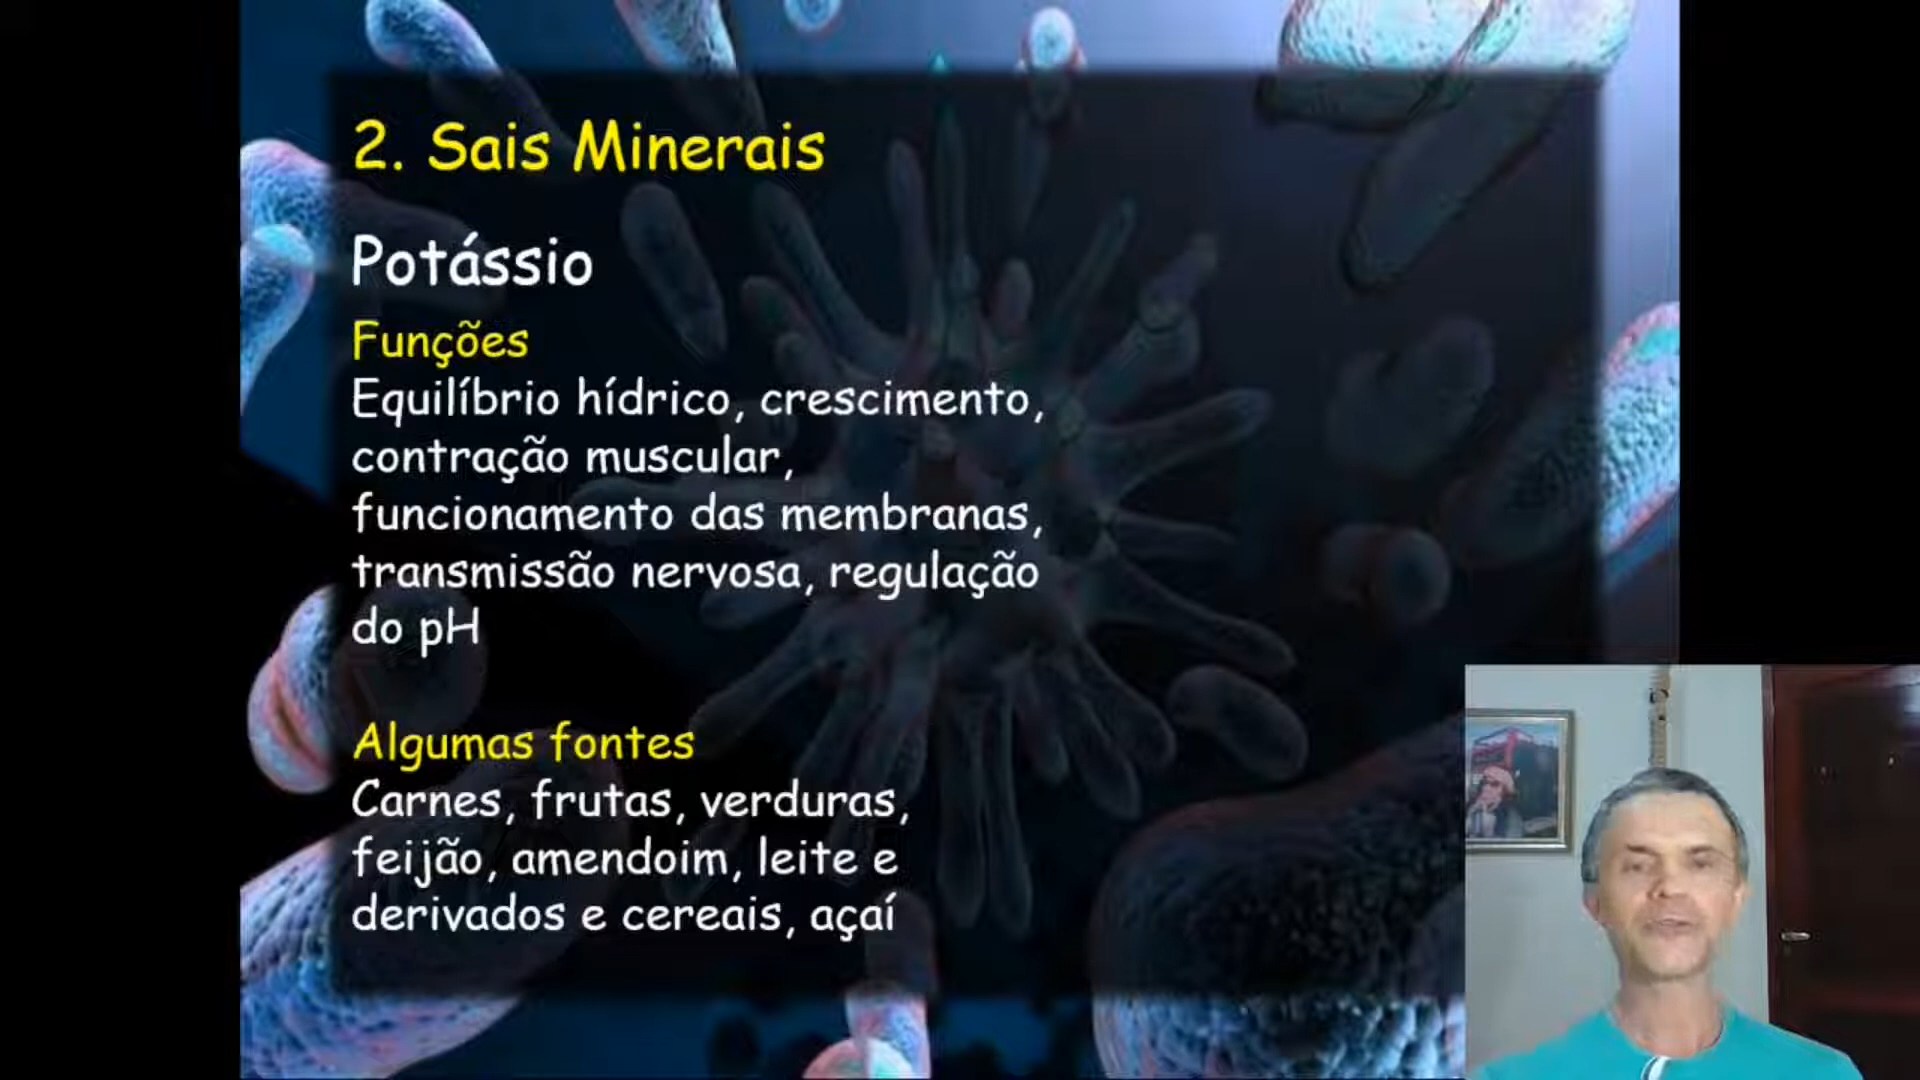 2. Sais Minerais
Potássio
Funções
Equilíbrio hídrico, crescimento,
contração muscular,
funcionamento das membranas,
transmissão nervosa, regulação
do pH
Algumas fontes
Carnes, frutas, verduras,
feijão, amendoim, leite e
derivados e cereais, açaí